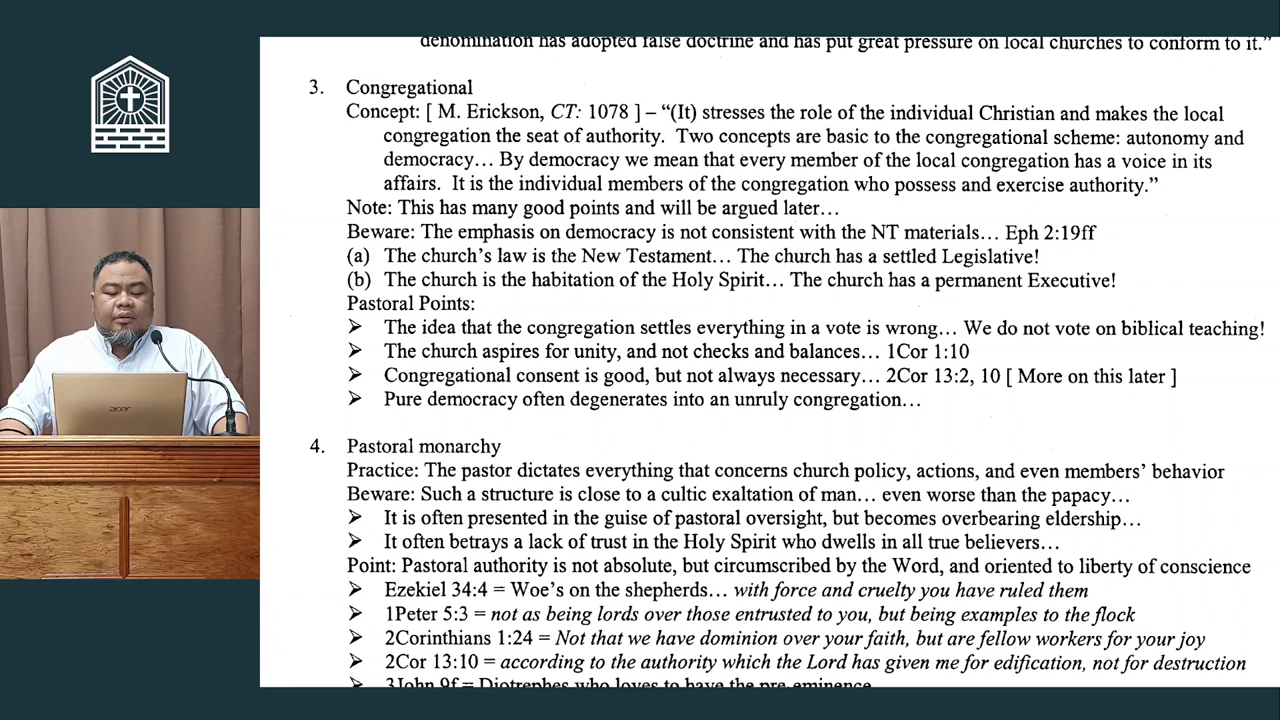 denomination has adopted false doctrine and has put great pressure on local churches to conform to it.”
3. Congregational
Concept: [ M. Erickson, CT: 1078 ] – “(It) stresses the role of the individual Christian and makes the local
congregation the seat of authority. Two concepts are basic to the congregational scheme: autonomy and
democracy… By democracy we mean that every member of the local congregation has a voice in its
affairs. It is the individual members of the congregation who possess and exercise authority.”
Note: This has many good points and will be argued later…
Beware: The emphasis on democracy is not consistent with the NT materials… Eph 2:19ff
(a) The church’s law is the New Testament… The church has a settled Legislative!
(b) The church is the habitation of the Holy Spirit… The church has a permanent Executive!
Pastoral Points:
➢ The idea that the congregation settles everything in a vote is wrong… We do not vote on biblical teaching!
➢ The church aspires for unity, and not checks and balances… 1Cor 1:10
➢ Congregational consent is good, but not always necessary… 2Cor 13:2, 10 [ More on this later ]
➢ Pure democracy often degenerates into an unruly congregation…
4. Pastoral monarchy
Practice: The pastor dictates everything that concerns church policy, actions, and even members’ behavior
Beware: Such a structure is close to a cultic exaltation of man… even worse than the papacy…
➢ It is often presented in the guise of pastoral oversight, but becomes overbearing eldership…
➢ It often betrays a lack of trust in the Holy Spirit who dwells in all true believers…
Point: Pastoral authority is not absolute, but circumscribed by the Word, and oriented to liberty of conscience
➢ Ezekiel 34:4 = Woe’s on the shepherds… with force and cruelty you have ruled them
➢ 1Peter 5:3 = not as being lords over those entrusted to you, but being examples to the flock
➢ 2Corinthians 1:24 = Not that we have dominion over your faith, but are fellow workers for your joy
➢ 2Cor 13:10 = according to the authority which the Lord has given me for edification, not for destruction
➢ 3John 9f = Diotrephes who loves to have the pre-eminence
acer